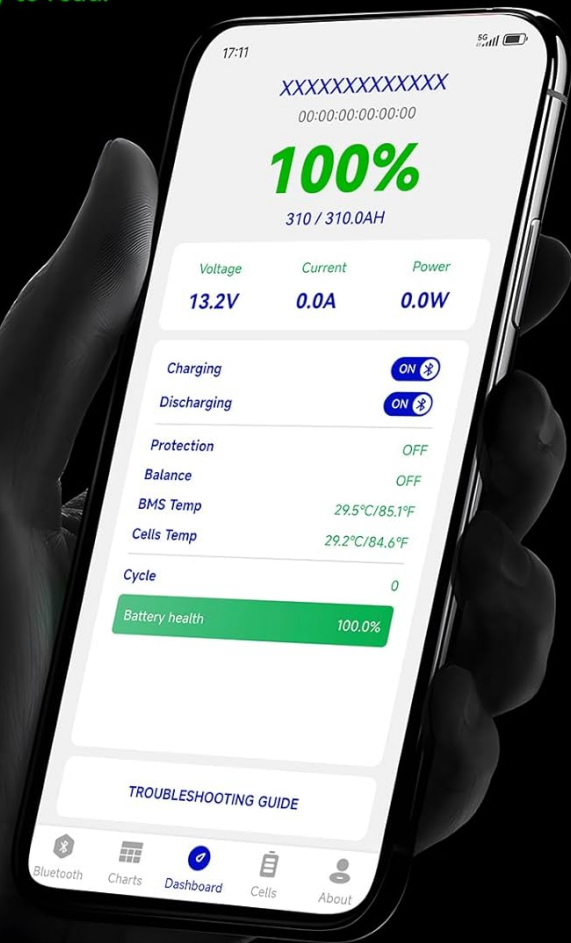 to read.
17:11
5G
XXXXXXXXXXXXX
00:00:00:00:00:00
100%
310 / 310.0AH
Voltage Current Power
13.2V 0.0A 0.0W
Charging ON
Discharging ON
Protection OFF
Balance OFF
BMS Temp 29.5°C/85.1°F
Cells Temp 29.2°C/84.6°F
Cycle 0
Battery health 100.0%
TROUBLESHOOTING GUIDE
Bluetooth Charts Dashboard Cells About